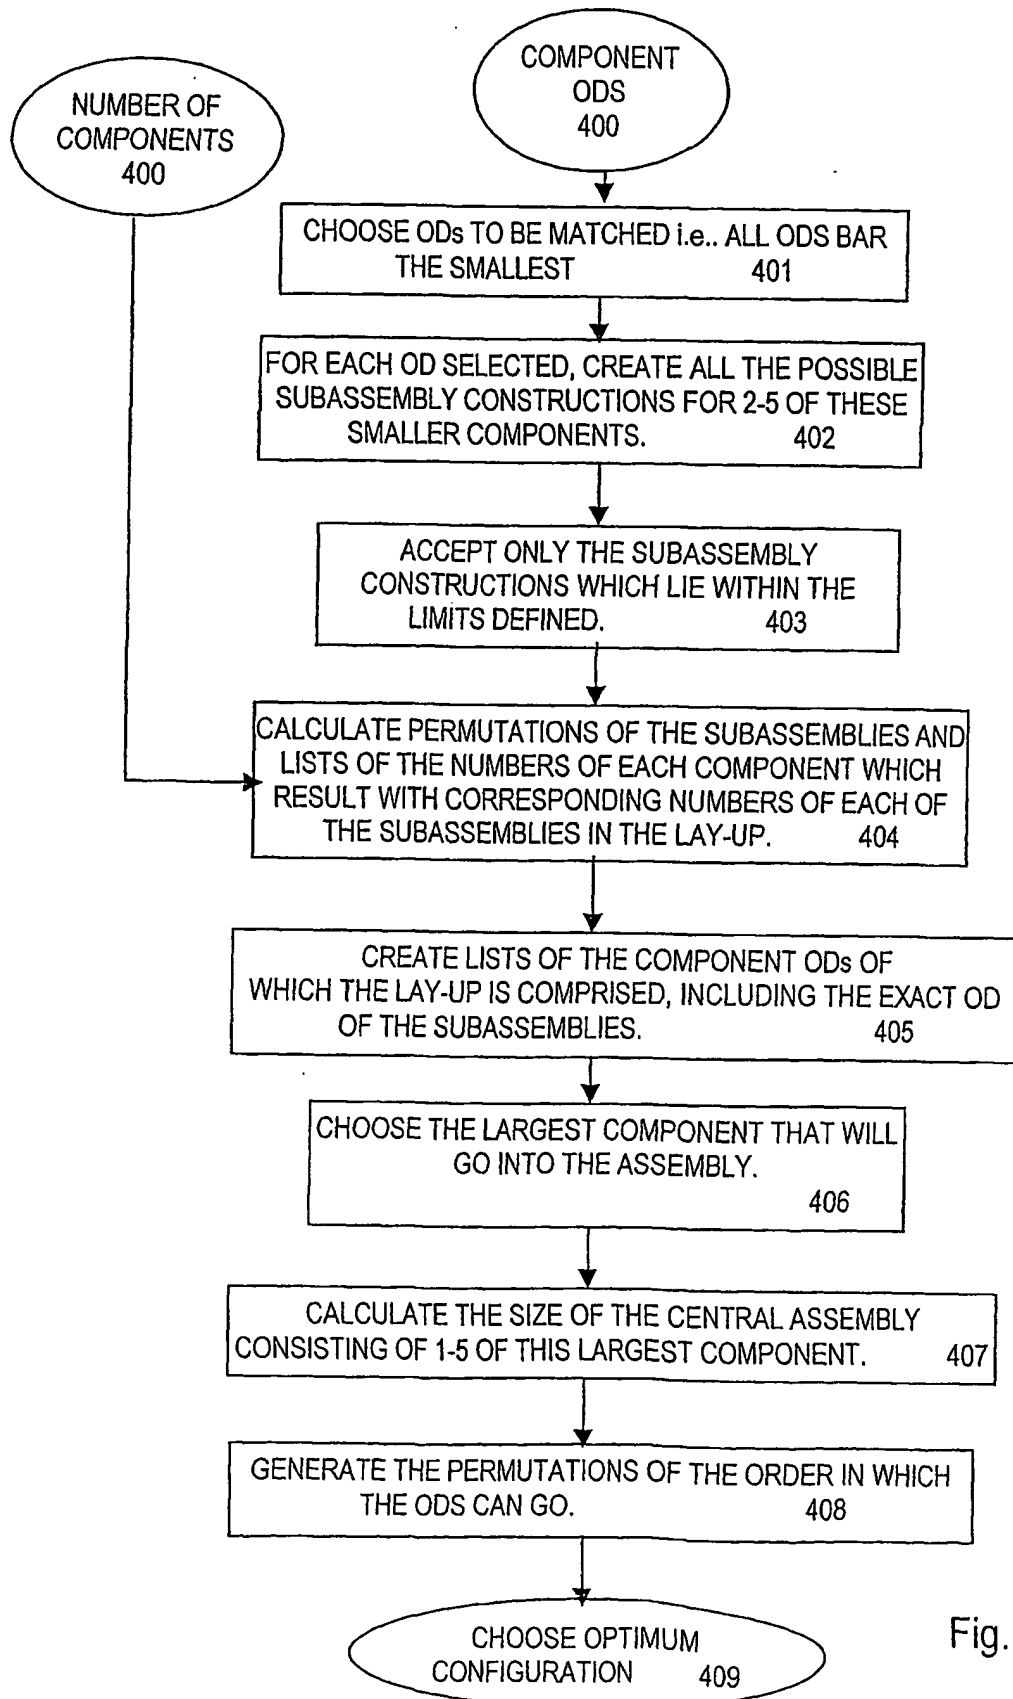 NUMBER OF
COMPONENTS
400
COMPONENT
ODS
400
CHOOSE ODs TO BE MATCHED i.e.. ALL ODS BAR
THE SMALLEST 401
FOR EACH OD SELECTED, CREATE ALL THE POSSIBLE
SUBASSEMBLY CONSTRUCTIONS FOR 2-5 OF THESE
SMALLER COMPONENTS. 402
ACCEPT ONLY THE SUBASSEMBLY
CONSTRUCTIONS WHICH LIE WITHIN THE
LIMITS DEFINED. 403
CALCULATE PERMUTATIONS OF THE SUBASSEMBLIES AND
LISTS OF THE NUMBERS OF EACH COMPONENT WHICH
RESULT WITH CORRESPONDING NUMBERS OF EACH OF
THE SUBASSEMBLIES IN THE LAY-UP. 404
CREATE LISTS OF THE COMPONENT ODs OF
WHICH THE LAY-UP IS COMPRISED, INCLUDING THE EXACT OD
OF THE SUBASSEMBLIES. 405
CHOOSE THE LARGEST COMPONENT THAT WILL
GO INTO THE ASSEMBLY.
406
CALCULATE THE SIZE OF THE CENTRAL ASSEMBLY
CONSISTING OF 1-5 OF THIS LARGEST COMPONENT. 407
GENERATE THE PERMUTATIONS OF THE ORDER IN WHICH
THE ODS CAN GO. 408
CHOOSE OPTIMUM
CONFIGURATION 409
Fig.